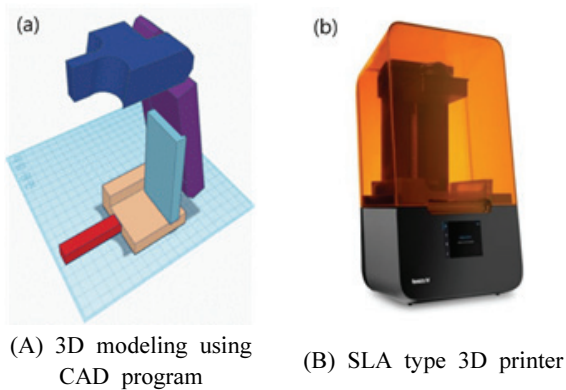 (a)
(b)
(A) 3D modeling using
CAD program
(B) SLA type 3D printer